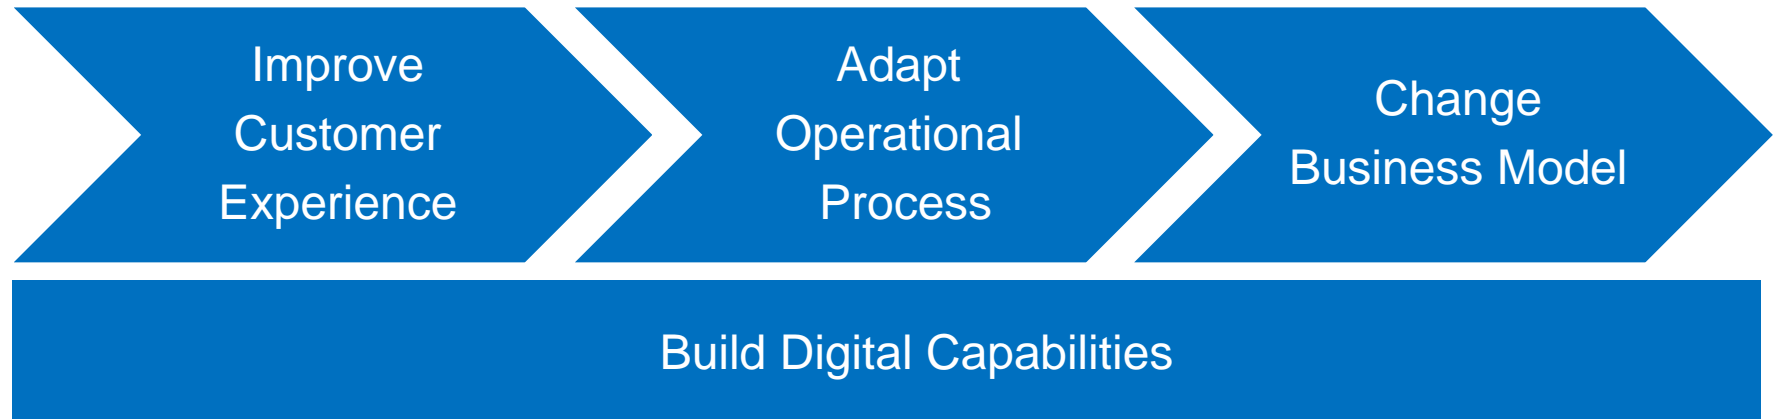 Improve
Customer
Experience
Adapt
Operational
Process
Change
Business Model
Build Digital Capabilities